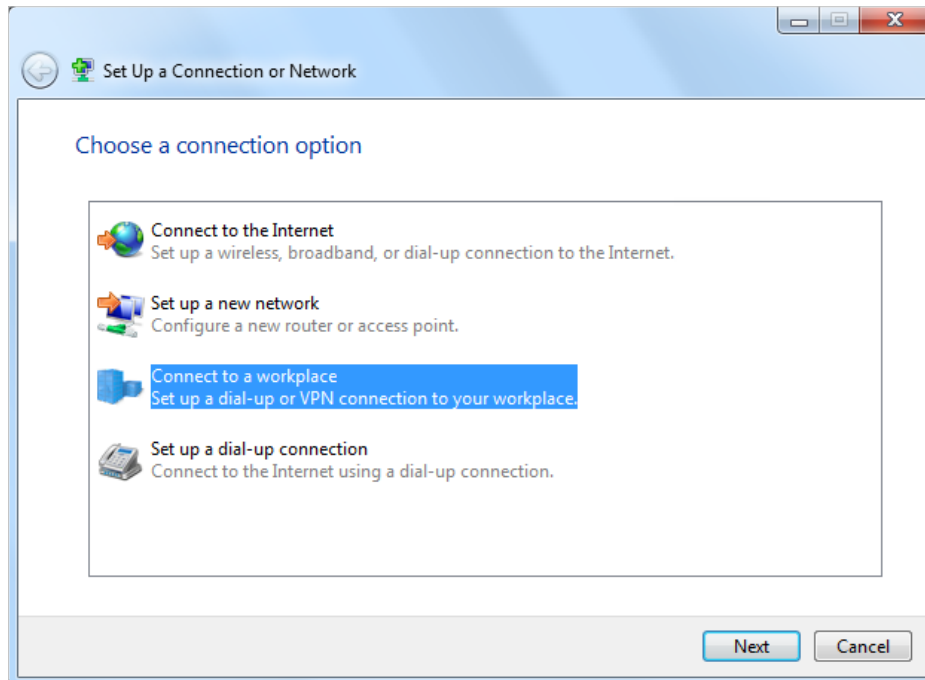 Set Up a Connection or Network
Choose a connection option
Connect to the Internet
Set up a wireless, broadband, or dial-up connection to the Internet.
Set up a new network
Configure a new router or access point.
Connect to a workplace
Set up a dial-up or VPN connection to your workplace.
Set up a dial-up connection
Connect to the Internet using a dial-up connection.
Next Cancel